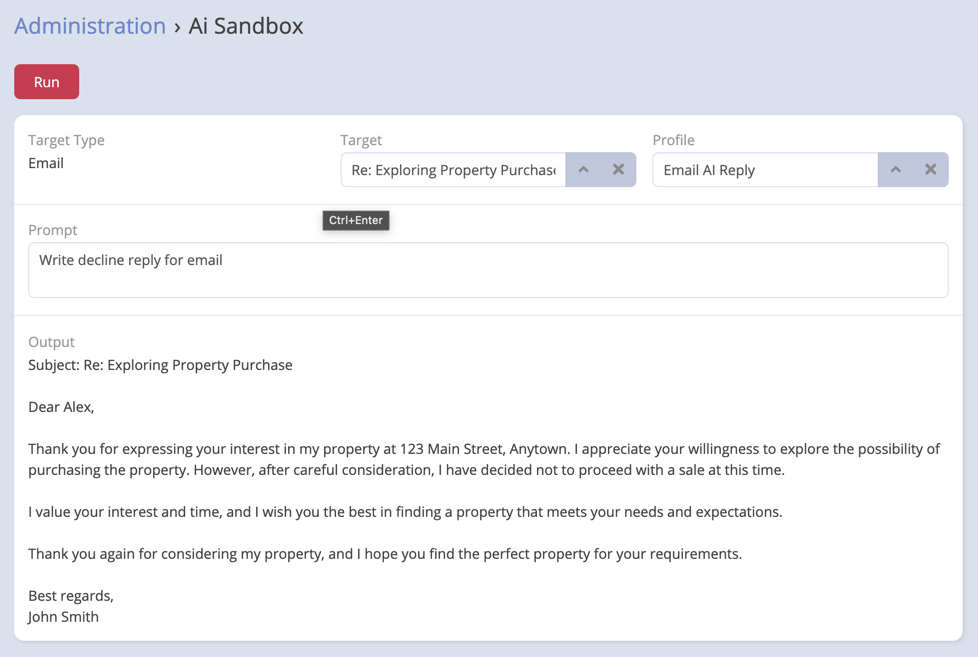 Administration › Ai Sandbox
Run
Target Type
Email
Target
Re: Exploring Property Purchase
Profile
Email AI Reply
Ctrl+Enter
Prompt
Write decline reply for email
Output
Subject: Re: Exploring Property Purchase
Dear Alex,
Thank you for expressing your interest in my property at 123 Main Street, Anytown. I appreciate your willingness to explore the possibility of
purchasing the property. However, after careful consideration, I have decided not to proceed with a sale at this time.
I value your interest and time, and I wish you the best in finding a property that meets your needs and expectations.
Thank you again for considering my property, and I hope you find the perfect property for your requirements.
Best regards,
John Smith